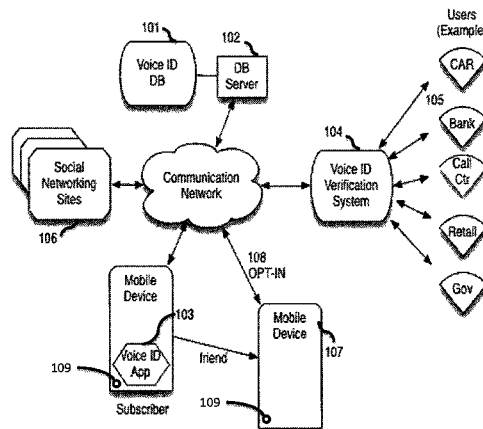 Users
(Example)
101
102
Voice ID
DB
DB
Server
CAR
105
104
Bank
Social
Networking
Sites
Communication
Network
Voice ID
Verification
System
Call
Ctr
106
Retail
108
OPT-IN
Gov
Mobile
Device
103
Voice ID
App
Mobile
Device
107
friend
109
109
Subscriber